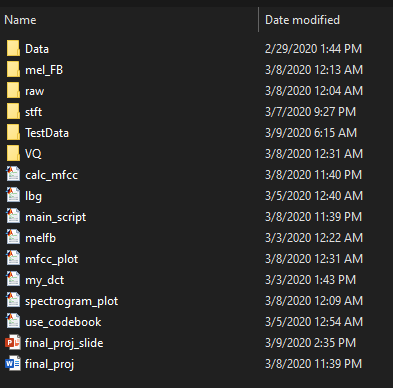 Name Date modified
Data 2/29/2020 1:44 PM
mel_FB 3/8/2020 12:13 AM
raw 3/8/2020 12:04 AM
stft 3/7/2020 9:27 PM
TestData 3/9/2020 6:15 AM
VQ 3/8/2020 12:31 AM
calc_mfcc 3/8/2020 11:40 PM
lbg 3/5/2020 12:40 AM
main_script 3/8/2020 11:39 PM
melfb 3/3/2020 12:22 AM
mfcc_plot 3/8/2020 12:31 AM
my_dct 3/3/2020 1:43 PM
spectrogram_plot 3/8/2020 12:09 AM
use_codebook 3/5/2020 12:54 AM
final_proj_slide 3/9/2020 2:35 PM
final_proj 3/8/2020 11:39 PM